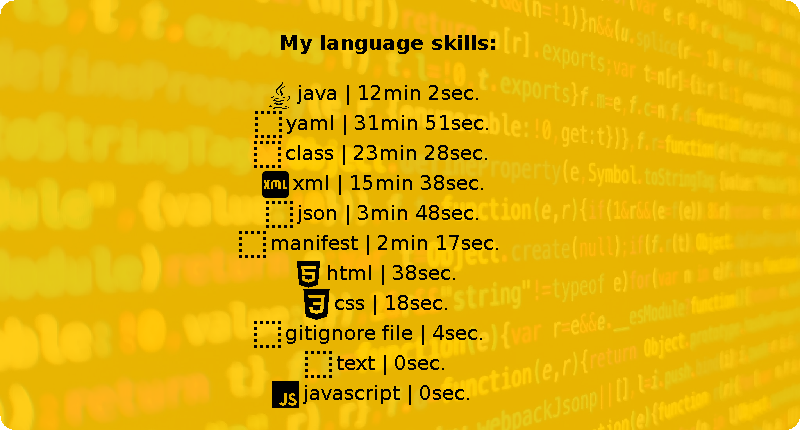 My language skills:
java | 12min 2sec.
yaml | 31min 51sec.
class | 23min 28sec.
xml | 15min 38sec.
json | 3min 48sec.
manifest | 2min 17sec.
html | 38sec.
css | 18sec.
gitignore file | 4sec.
text | 0sec.
javascript | 0sec.